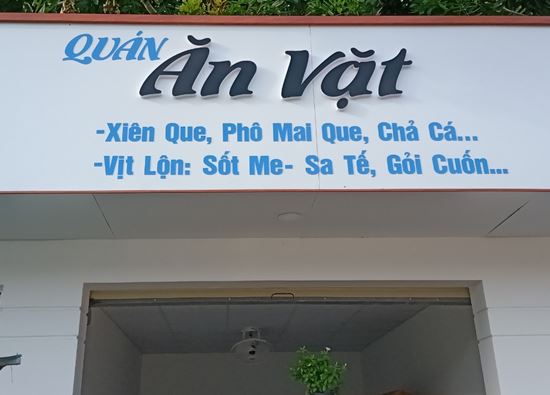 QUÁN
Ăn Vặt
-Xiên Que, Phô Mai Que, Chả Cá...
-Vịt Lộn: Sốt Me- Sa Tế, Gỏi Cuốn...